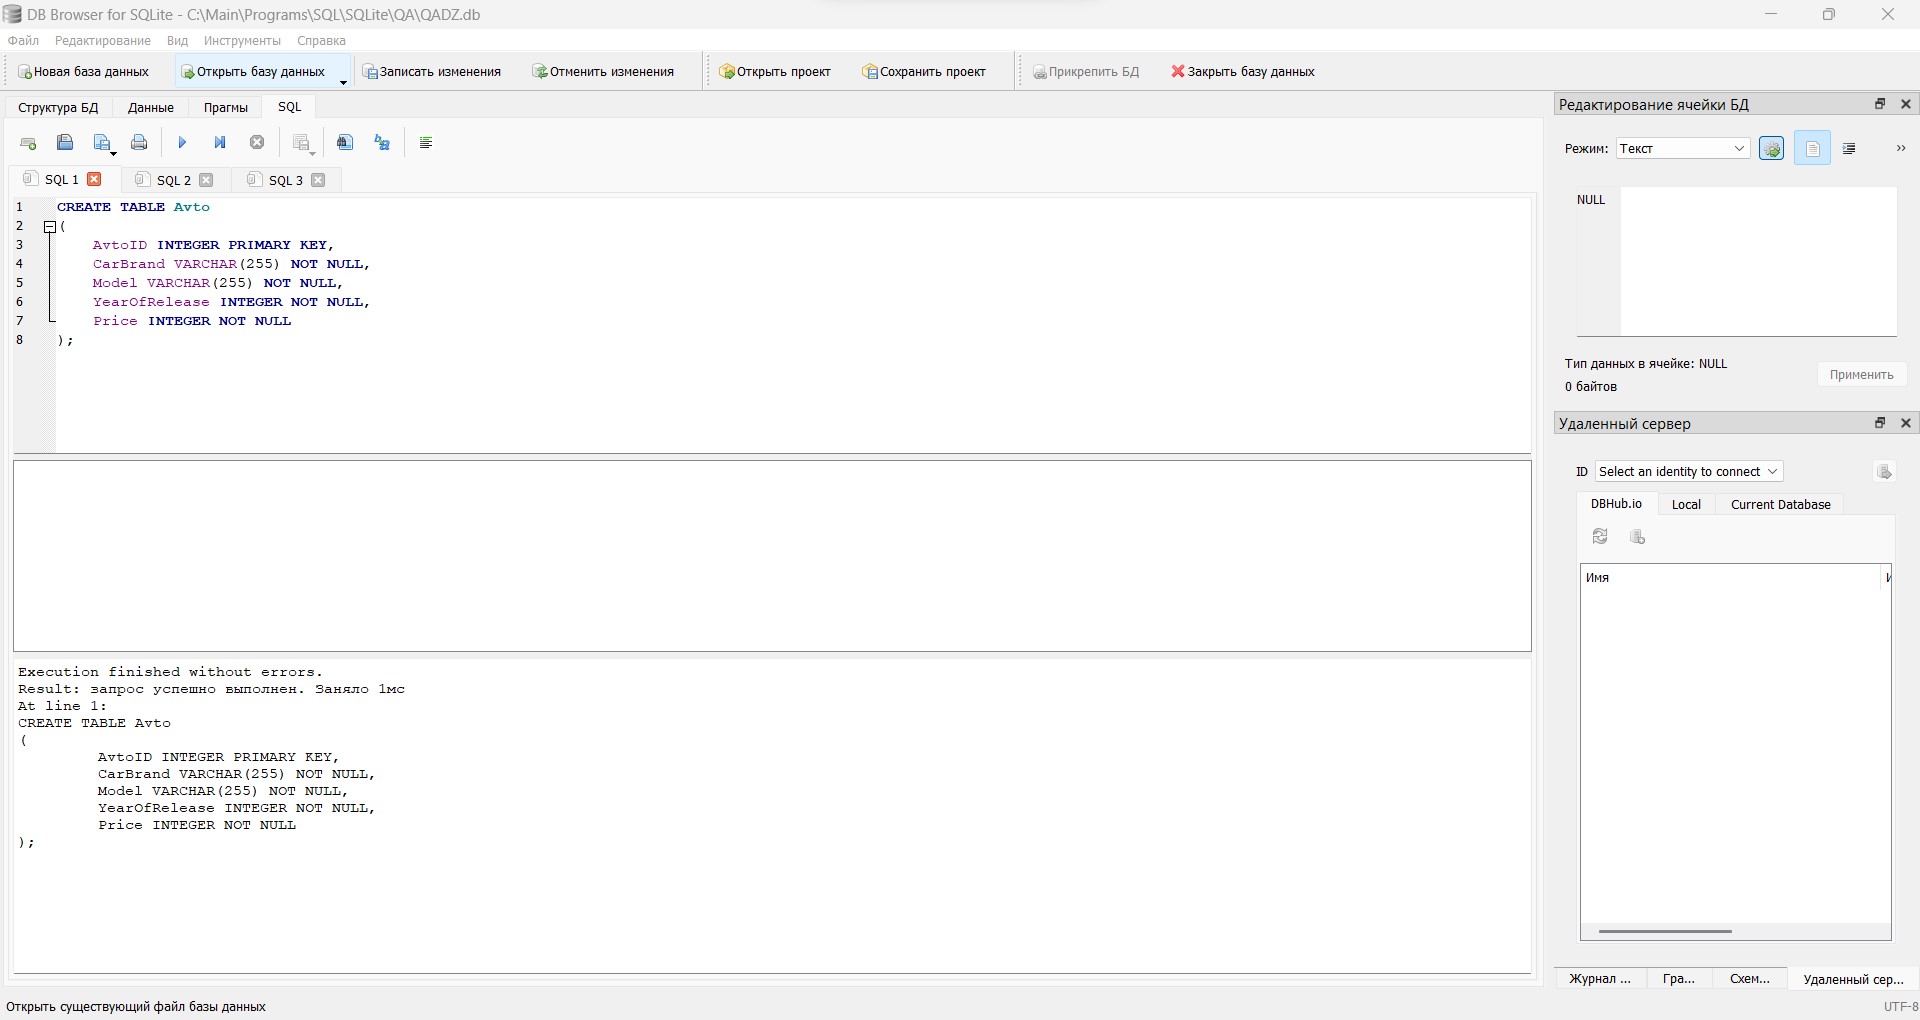 DB Browser for SQLite - C:\Main\Programs\SQL\SQLite\QA\QADZ.db
Файл Редактирование Вид Инструменты Справка
Новая база данных Открыть базу данных Записать изменения Отменить изменения Открыть проект Сохранить проект Прикрепить БД Закрыть базу данных
Структура БД Данные Прагмы SQL
SQL 1 SQL 2 SQL 3
1 CREATE TABLE Avto
2 (
3 AvtoID INTEGER PRIMARY KEY,
4 CarBrand VARCHAR(255) NOT NULL,
5 Model VARCHAR(255) NOT NULL,
6 YearOfRelease INTEGER NOT NULL,
7 Price INTEGER NOT NULL
8 );
Execution finished without errors.
Result: запрос успешно выполнен. Заняло 1мс
At line 1:
CREATE TABLE Avto
(
AvtoID INTEGER PRIMARY KEY,
CarBrand VARCHAR(255) NOT NULL,
Model VARCHAR(255) NOT NULL,
YearOfRelease INTEGER NOT NULL,
Price INTEGER NOT NULL
);
Редактирование ячейки БД
Режим: Текст
NULL
Тип данных в ячейке: NULL
0 байтов
Применить
Удаленный сервер
ID Select an identity to connect
DBHub.io Local Current Database
Имя
Журнал ... Гра... Схем... Удаленный сер...
Открыть существующий файл базы данных
UTF-8